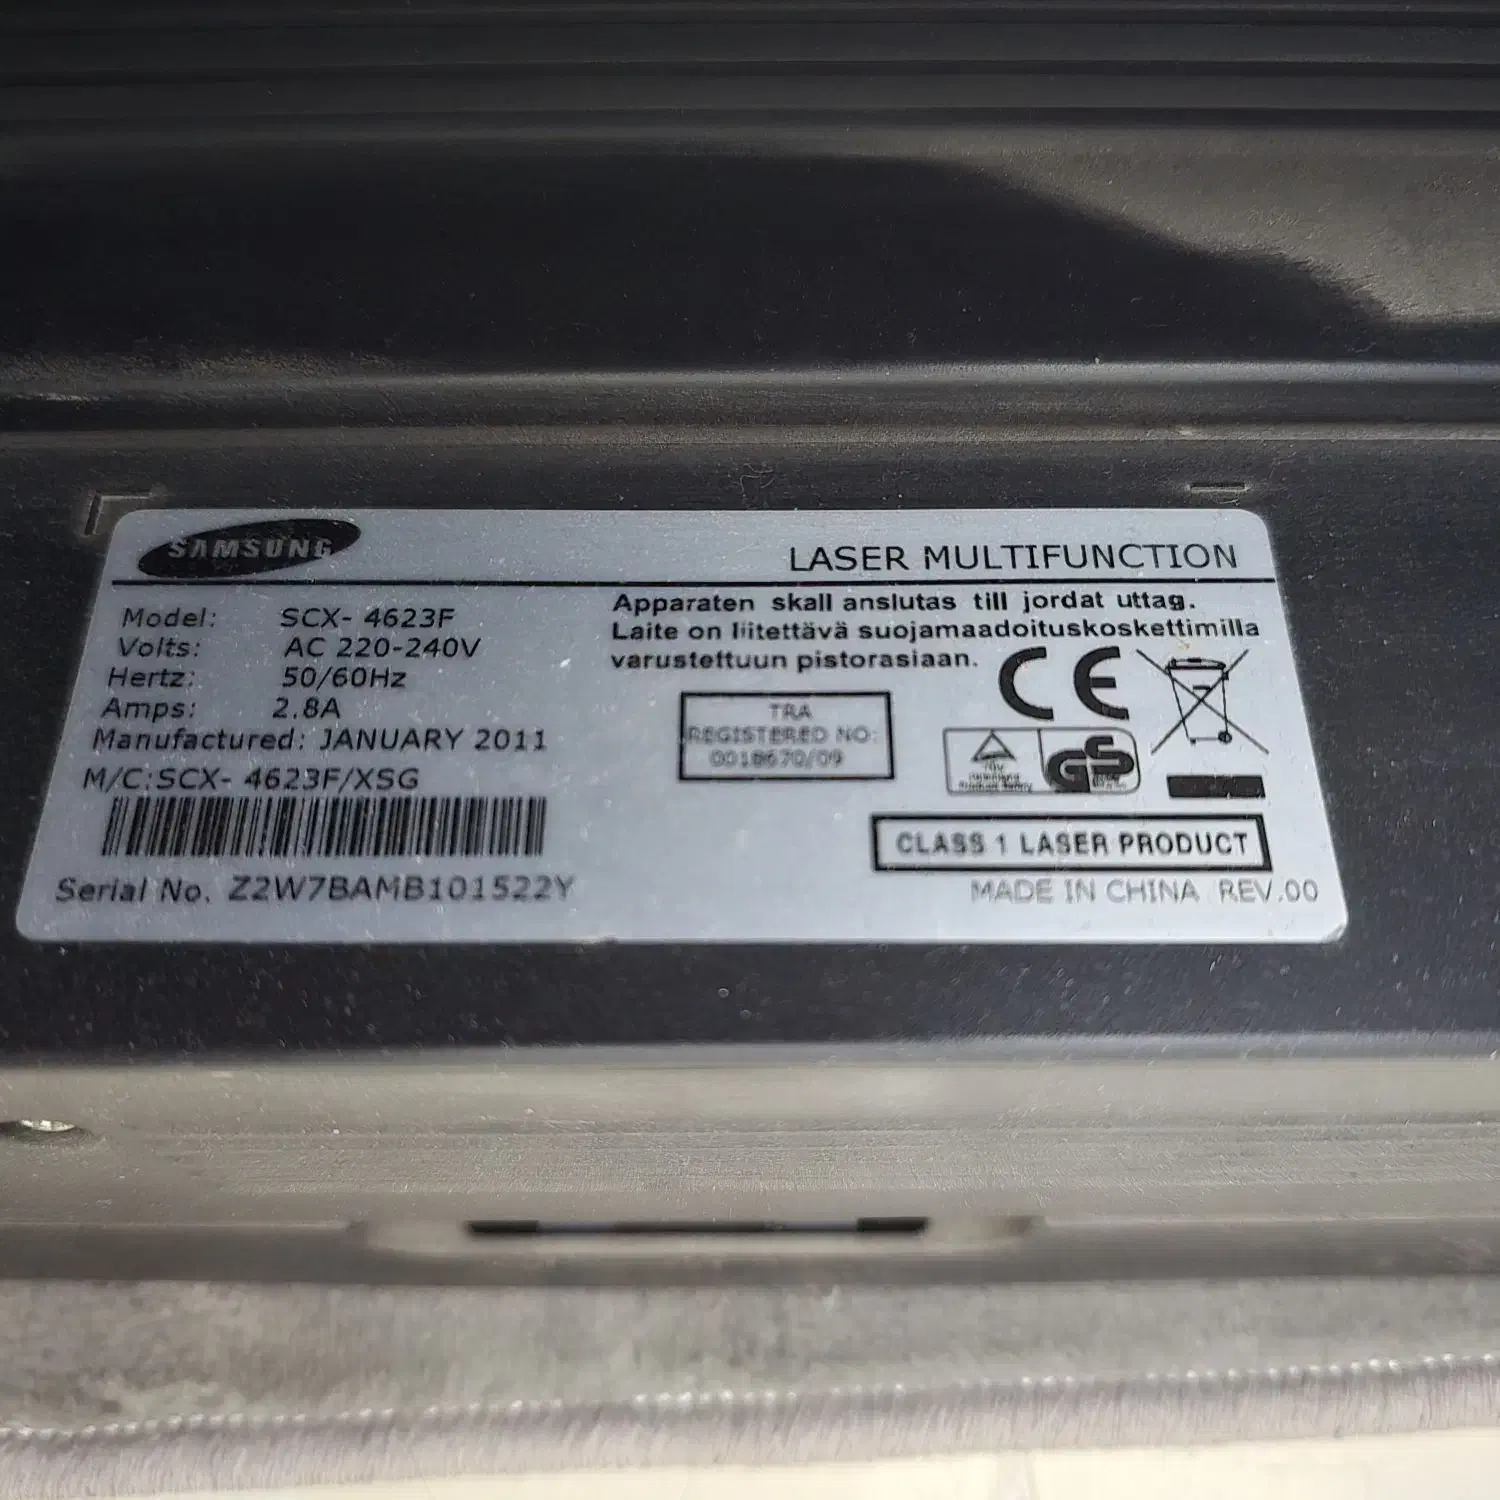 SAMSUNG
LASER MULTIFUNCTION
Model: SCX- 4623F
Volts: AC 220-240V
Hertz: 50/60Hz
Amps: 2.8A
Manufactured: JANUARY 2011
M/C:SCX- 4623F/XSG
Serial No. Z2W7BAMB101522Y
Apparaten skall anslutas till jordat uttag.
Laite on liitettävä suojamaadoituskoskettimilla
varustettuun pistorasiaan.
TRA
REGISTERED NO:
0018670/09
CE
GS
CLASS 1 LASER PRODUCT
MADE IN CHINA REV.00